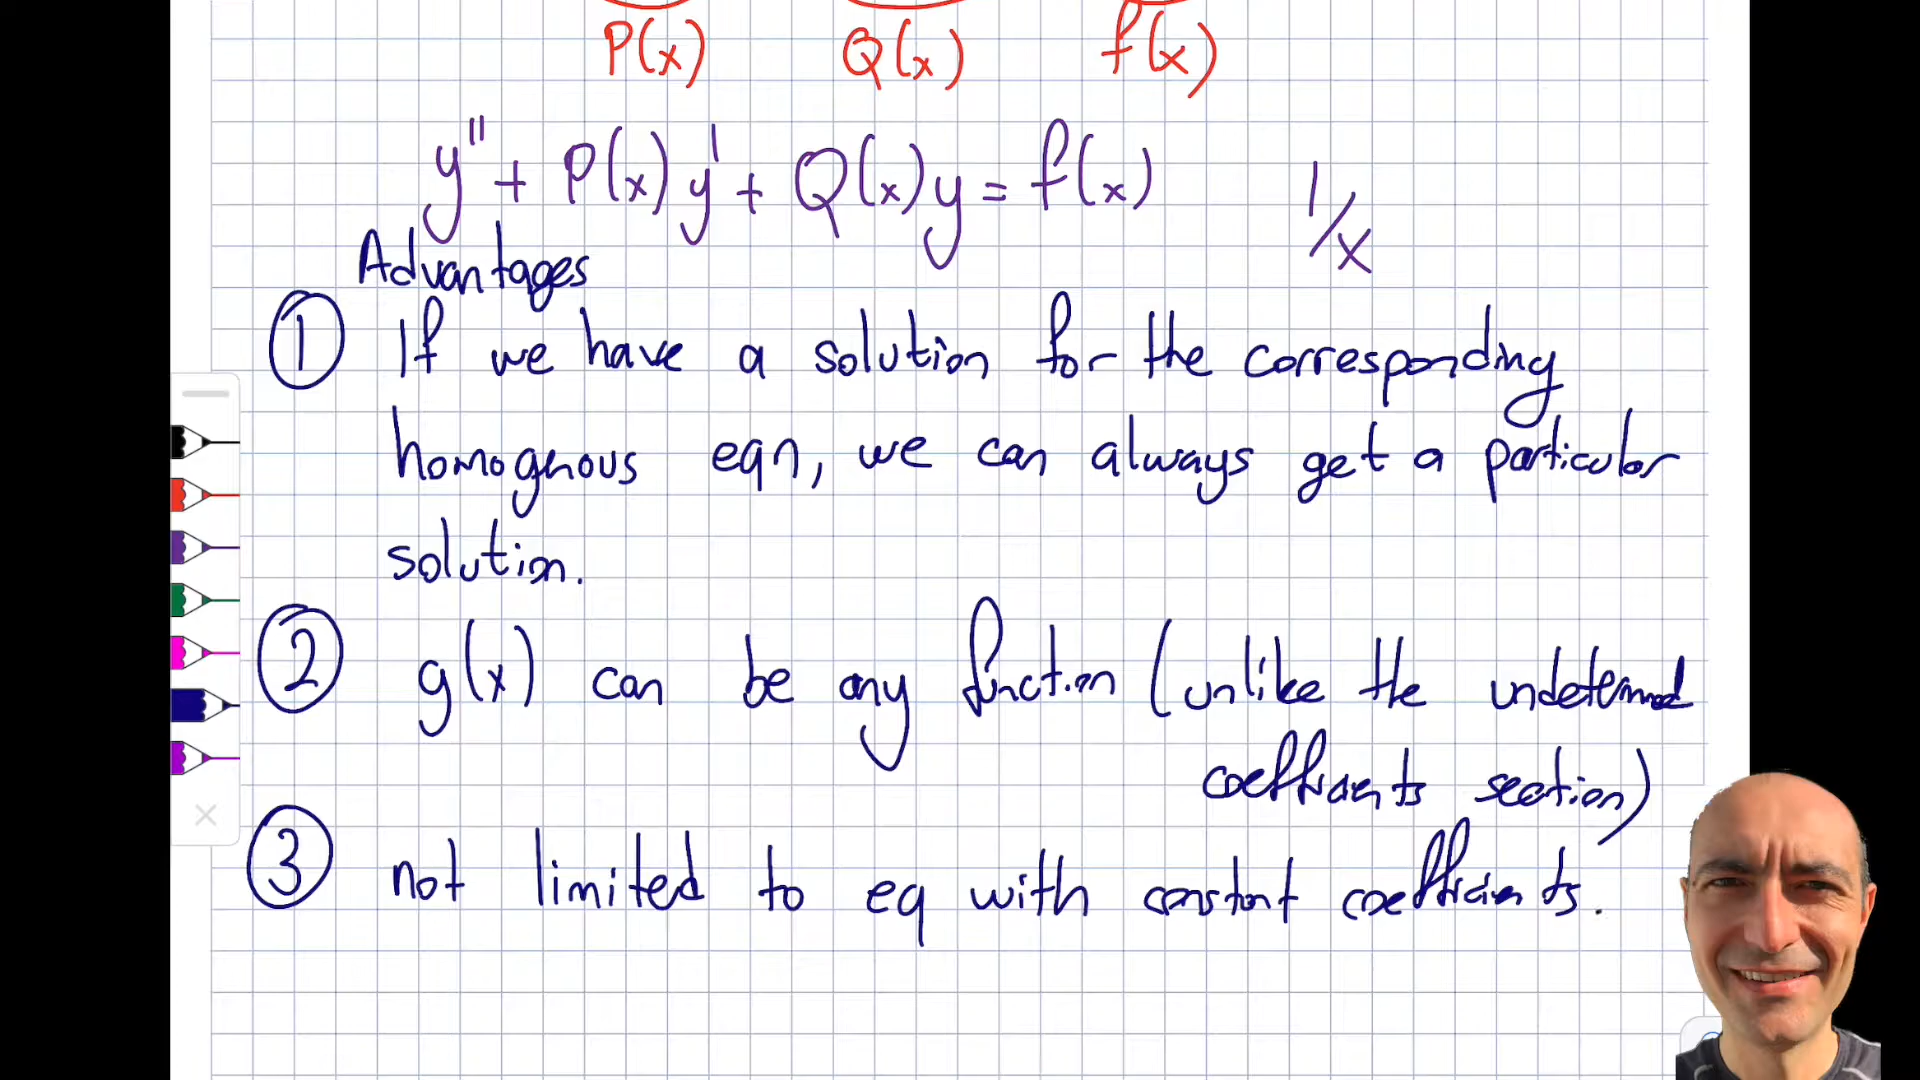 P(x) Q(x) f(x)
y'' + P(x) y' + Q(x) y = f(x) 1/x
Advantages
① If we have a solution for the corresponding
homogenous eqn, we can always get a particular
solution.
② g(x) can be any function (unlike the undetermined
coefficients section)
③ not limited to eq with constant coefficients.